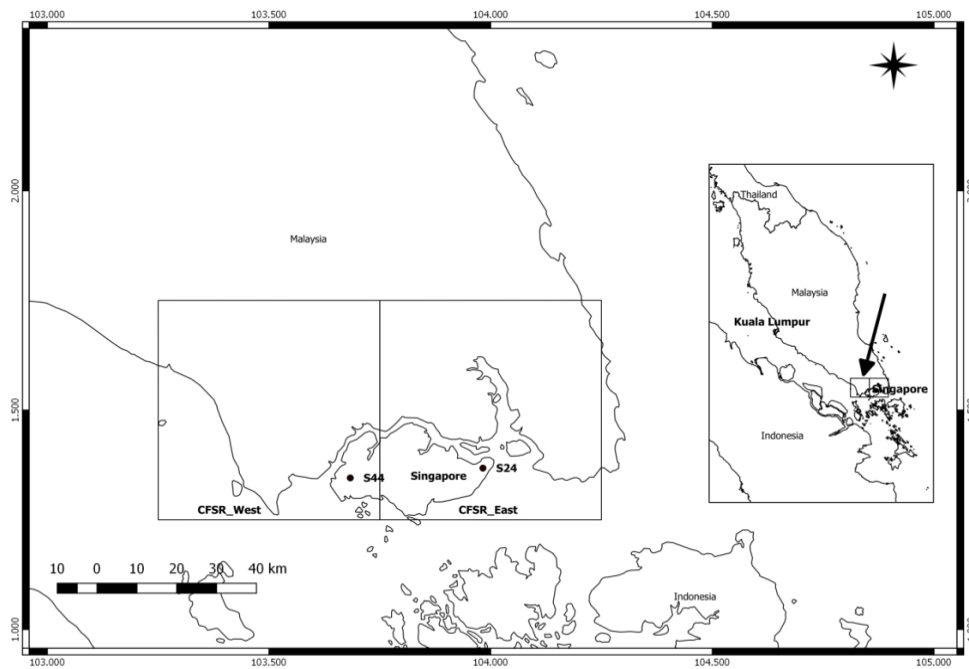 103.000 103.500 104.000 104.500 105.000
2.000
Thailand
Malaysia
Malaysia
Kuala Lumpur
Singapore
1.500
Indonesia
S44
Singapore
S24
CFSR_West
CFSR_East
10 0 10 20 30 40 km
Indonesia
1.000
103.000 103.500 104.000 104.500 105.000